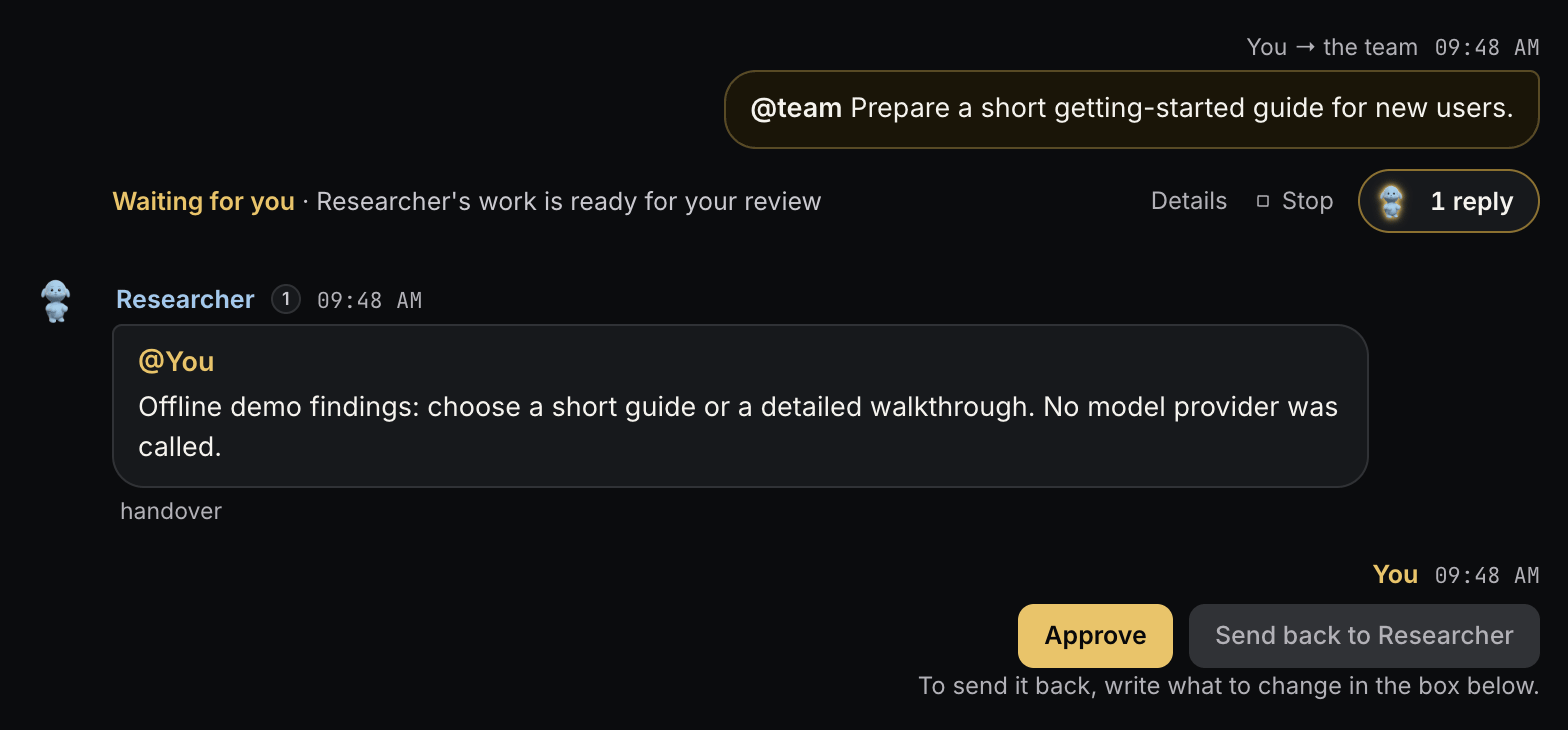 You → the team 09:48 AM
@team Prepare a short getting-started guide for new users.
Waiting for you · Researcher's work is ready for your review Details Stop 1 reply
Researcher 1 09:48 AM
@You
Offline demo findings: choose a short guide or a detailed walkthrough. No model provider was
called.
handover
You 09:48 AM
Approve Send back to Researcher
To send it back, write what to change in the box below.